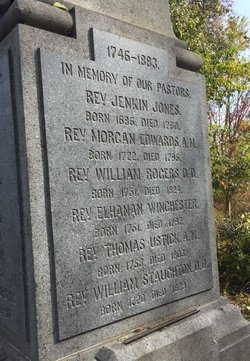 1746-1883.
IN MEMORY OF OUR PASTORS.
REV JENKIN JONES.
BORN 1686. DIED 1760.
REV MORGAN EDWARDS, A.M.
BORN 1722. DIED 1795.
REV WILLIAM ROGERS D.D.
BORN 1751. DIED 1824.
REV ELHANAN WINCHESTER.
BORN 1751. DIED 1797.
REV THOMAS USTICK, A.M.
BORN 1753. DIED 1803.
REV WILLIAM STAUGHTON, D.D.
BORN 1770. DIED 1829.